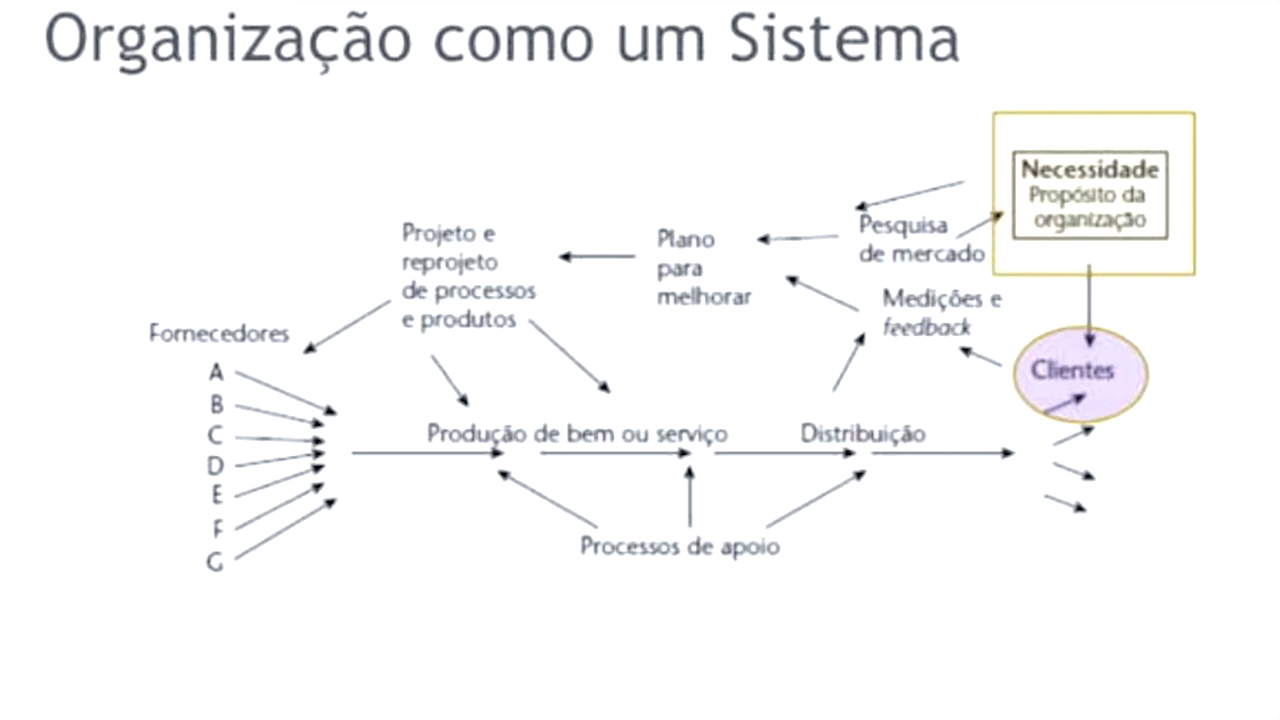 Organização como um Sistema
Necessidade
Propósito da
organização
Pesquisa
de mercado
Plano
para
melhorar
Projeto e
reprojeto
de processos
e produtos
Medições e
feedback
Fornecedores
A
B
C
D
E
F
G
Clientes
Produção de bem ou serviço
Distribuição
Processos de apoio